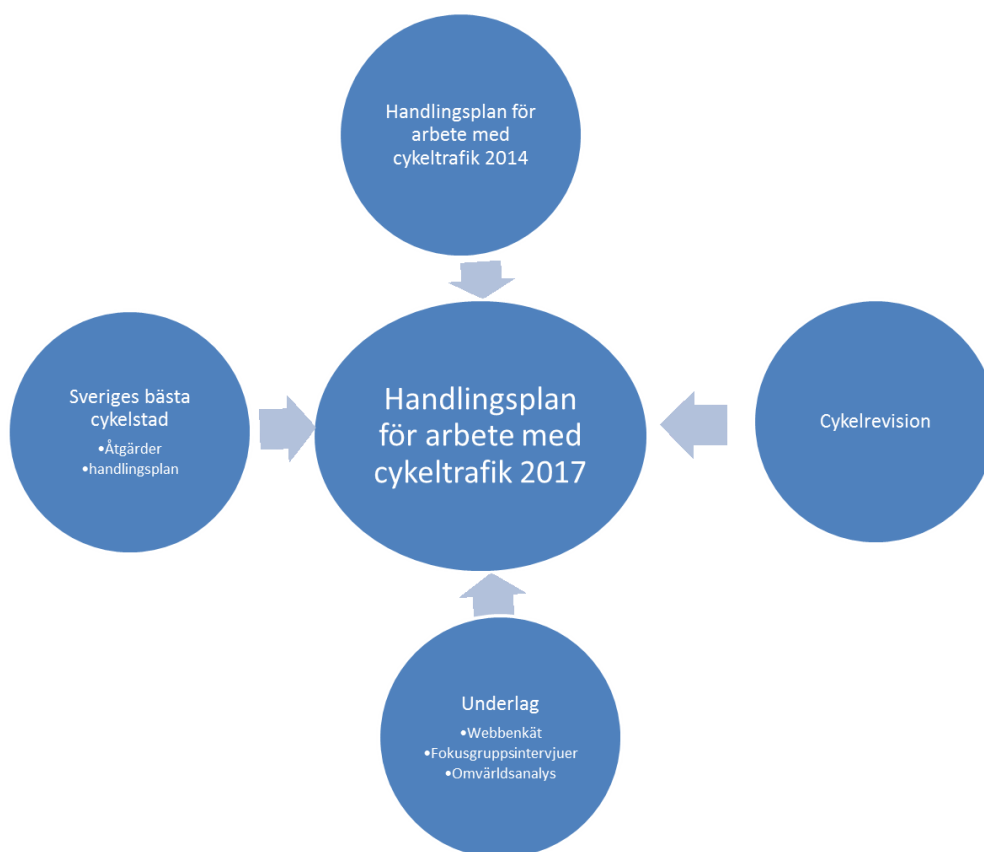 Handlingsplan för
arbete med
cykeltrafik 2014
Sveriges bästa
cykelstad
•Åtgärder
•handlingsplan
Handlingsplan
för arbete med
cykeltrafik 2017
Cykelrevision
Underlag
•Webbenkät
•Fokusgruppsintervjuer
•Omvärldsanalys